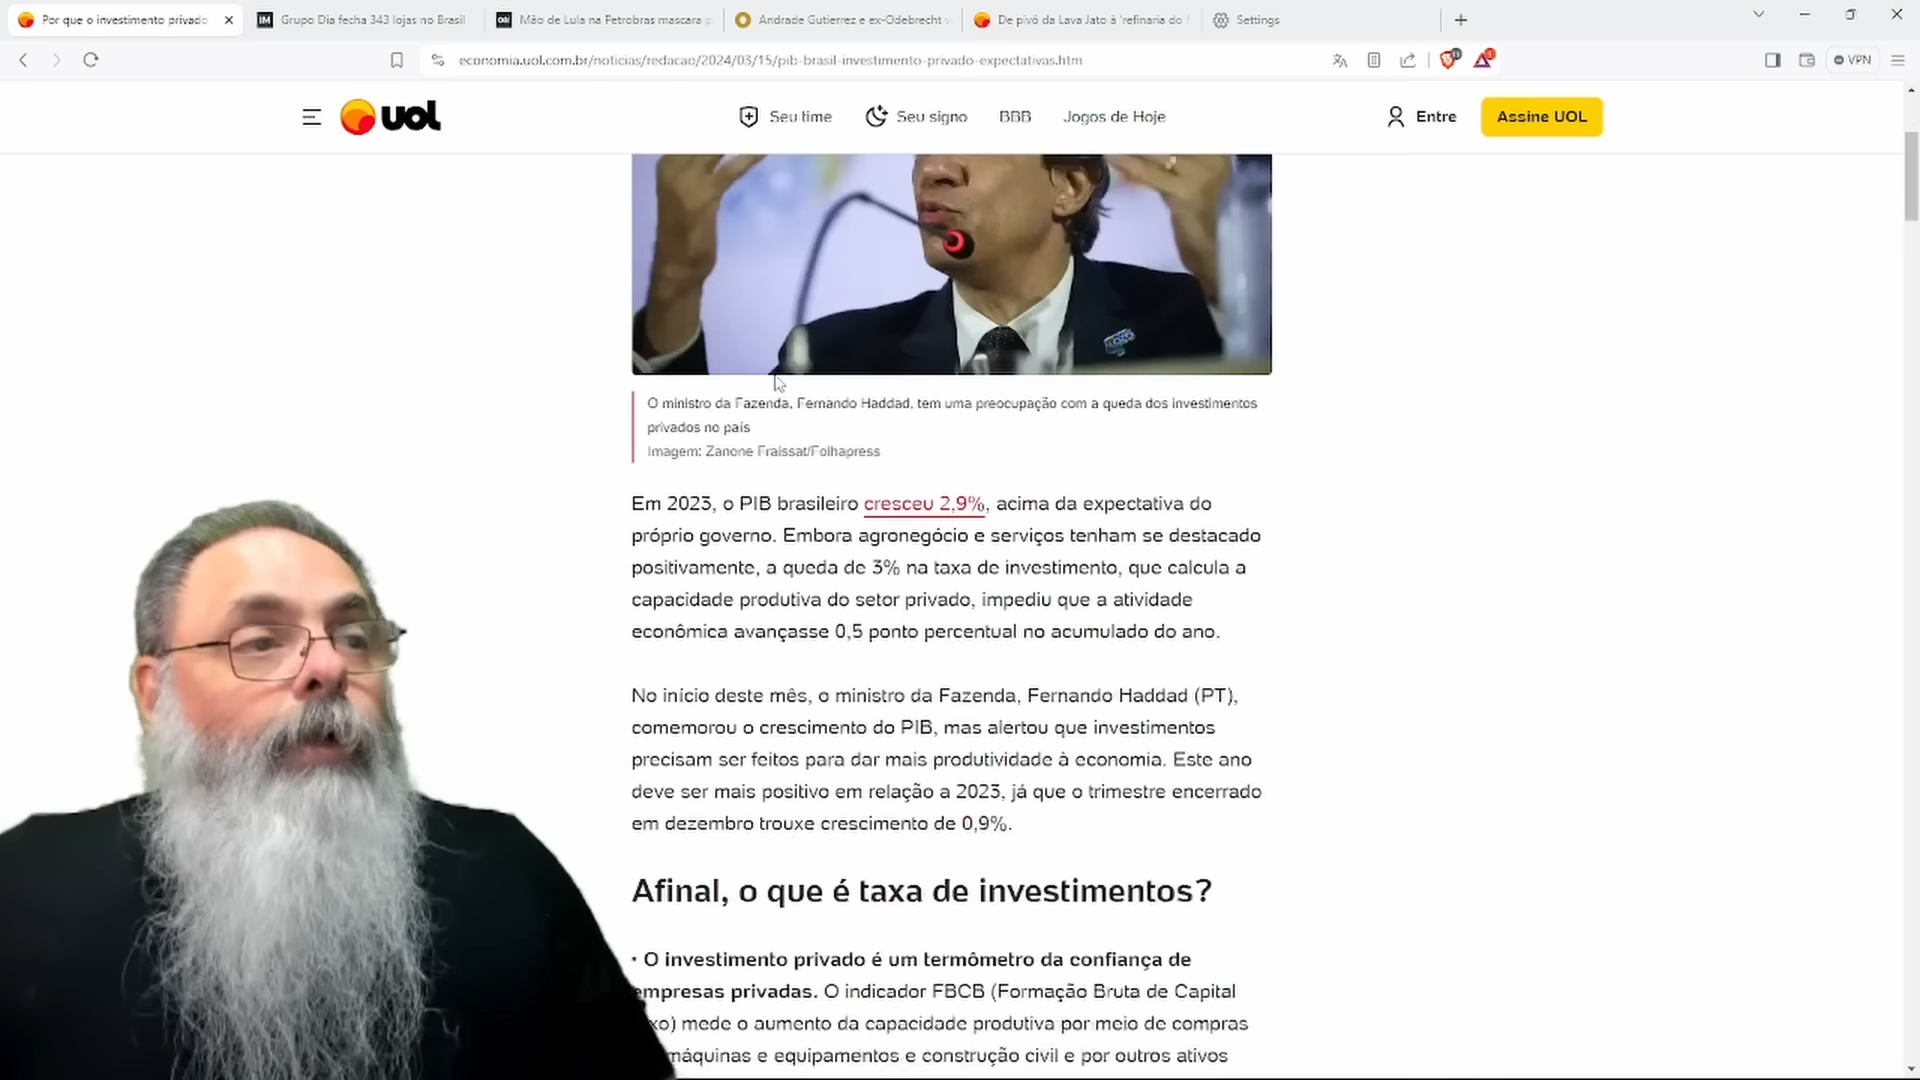 Por que o investimento privado
Grupo Dia fecha 343 lojas no Brasil
Mão de Lula na Petrobras mascara
Andrade Gutierrez e ex-Odebrecht
De pivô da Lava Jato à 'refinaria do
Settings
economia.uol.com.br/noticias/redacao/2024/03/15/pib-brasil-investimento-privado-expectativas.htm
VPN
uol
Seu time
Seu signo
BBB
Jogos de Hoje
Entre
Assine UOL
O ministro da Fazenda, Fernando Haddad, tem uma preocupação com a queda dos investimentos
privados no país
Imagem: Zanone Fraissat/Folhapress
Em 2023, o PIB brasileiro cresceu 2,9%, acima da expectativa do
próprio governo. Embora agronegócio e serviços tenham se destacado
positivamente, a queda de 3% na taxa de investimento, que calcula a
capacidade produtiva do setor privado, impediu que a atividade
econômica avançasse 0,5 ponto percentual no acumulado do ano.
No início deste mês, o ministro da Fazenda, Fernando Haddad (PT),
comemorou o crescimento do PIB, mas alertou que investimentos
precisam ser feitos para dar mais produtividade à economia. Este ano
deve ser mais positivo em relação a 2023, já que o trimestre encerrado
em dezembro trouxe crescimento de 0,9%.
Afinal, o que é taxa de investimentos?
· O investimento privado é um termômetro da confiança de
empresas privadas. O indicador FBCB (Formação Bruta de Capital
xo) mede o aumento da capacidade produtiva por meio de compras
máquinas e equipamentos e construção civil e por outros ativos